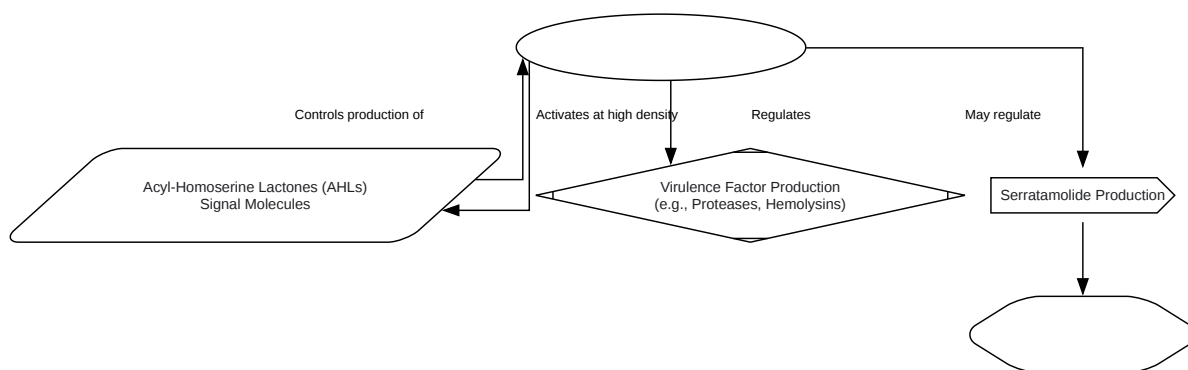 Controls production of
Activates at high density
Regulates
May regulate
Acyl-Homoserine Lactones (AHLs)
Signal Molecules
Virulence Factor Production
(e.g., Proteases, Hemolysins)
Serratamolide Production